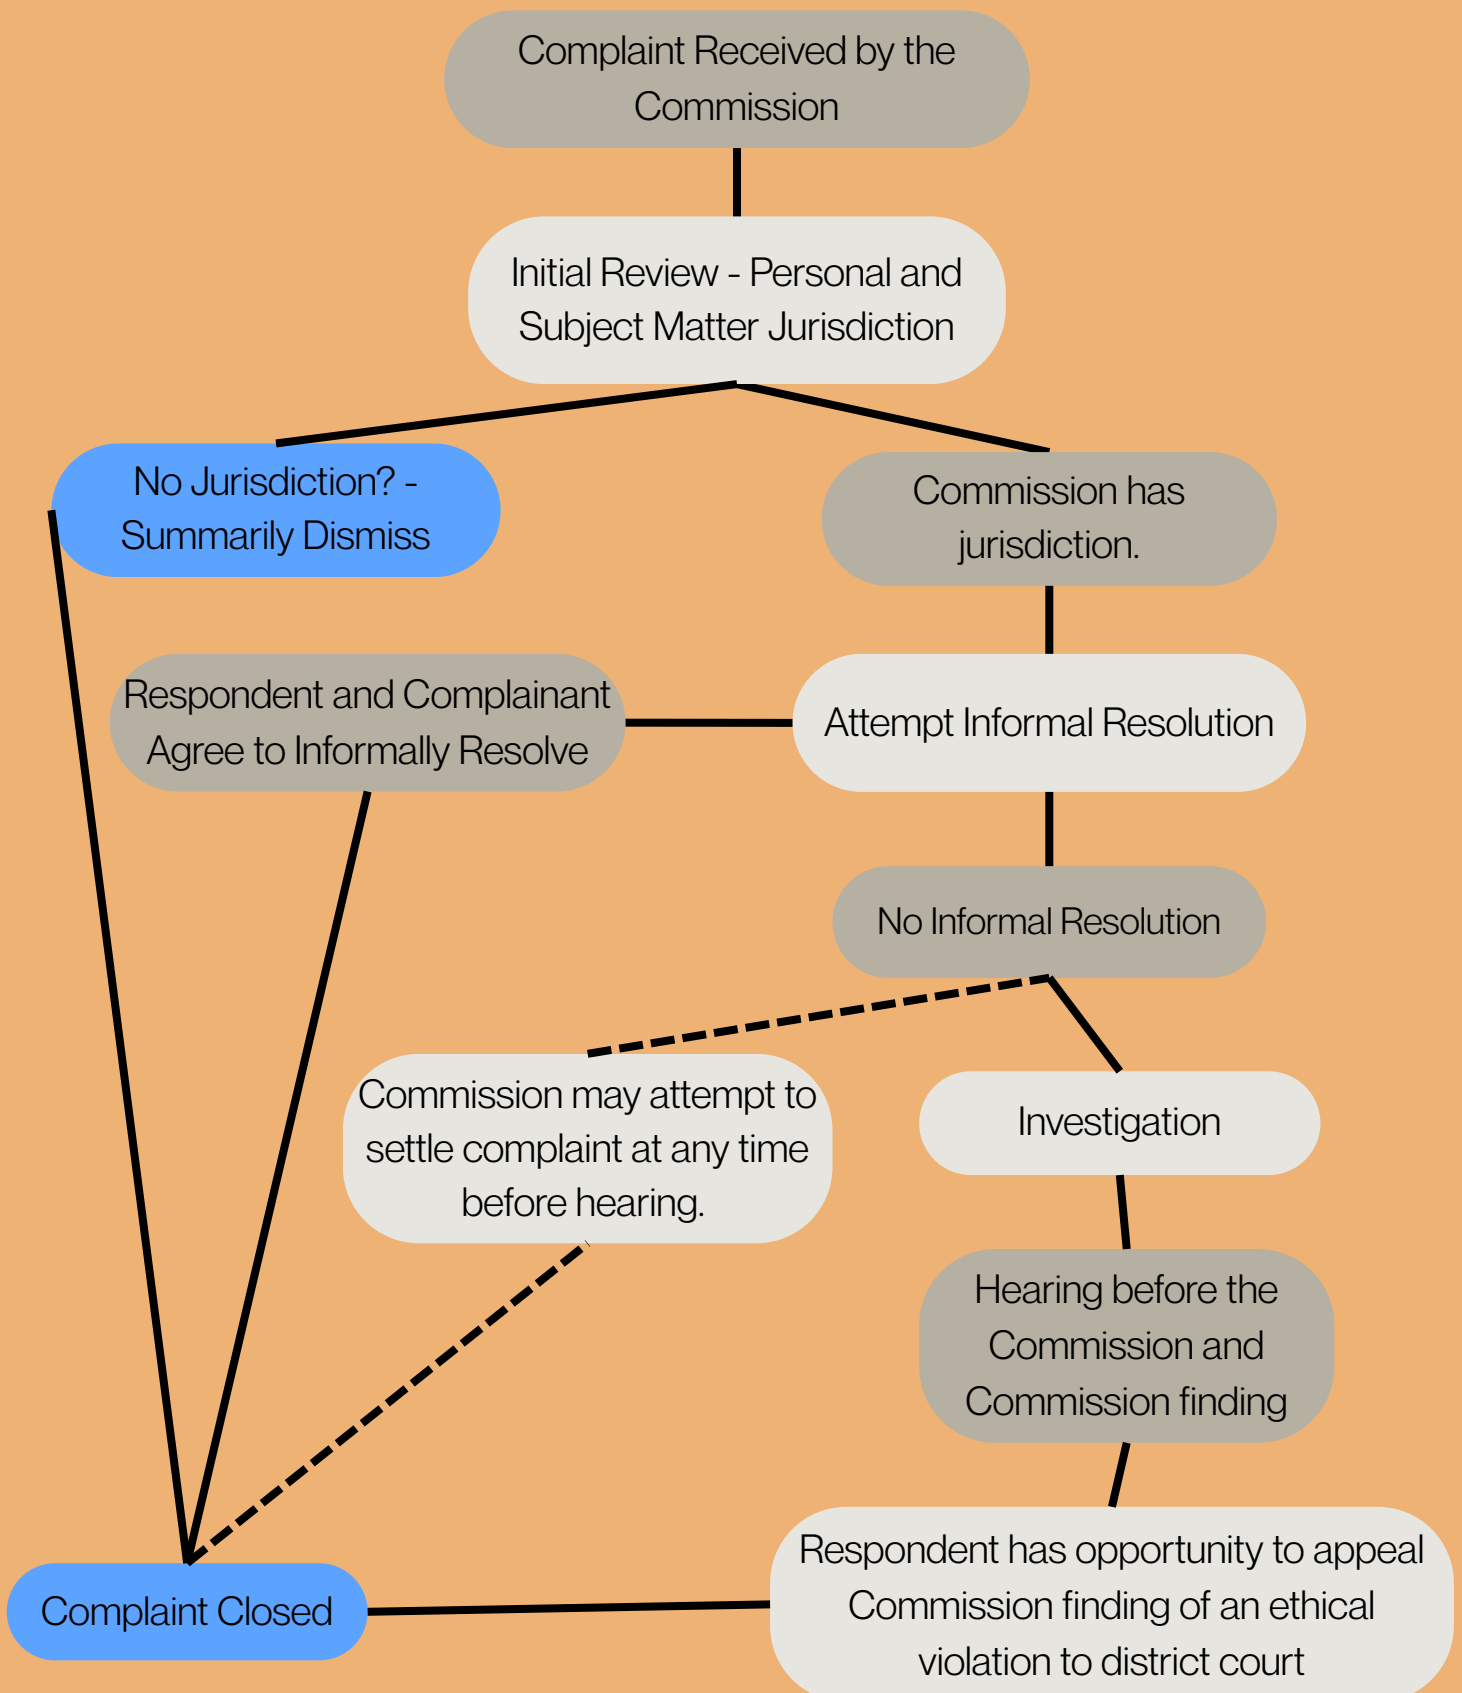 Complaint Received by the
Commission
Initial Review - Personal and
Subject Matter Jurisdiction
No Jurisdiction? -
Summarily Dismiss
Commission has
jurisdiction.
Respondent and Complainant
Agree to Informally Resolve
Attempt Informal Resolution
No Informal Resolution
Commission may attempt to
settle complaint at any time
before hearing.
Investigation
Hearing before the
Commission and
Commission finding
Respondent has opportunity to appeal
Commission finding of an ethical
violation to district court
Complaint Closed